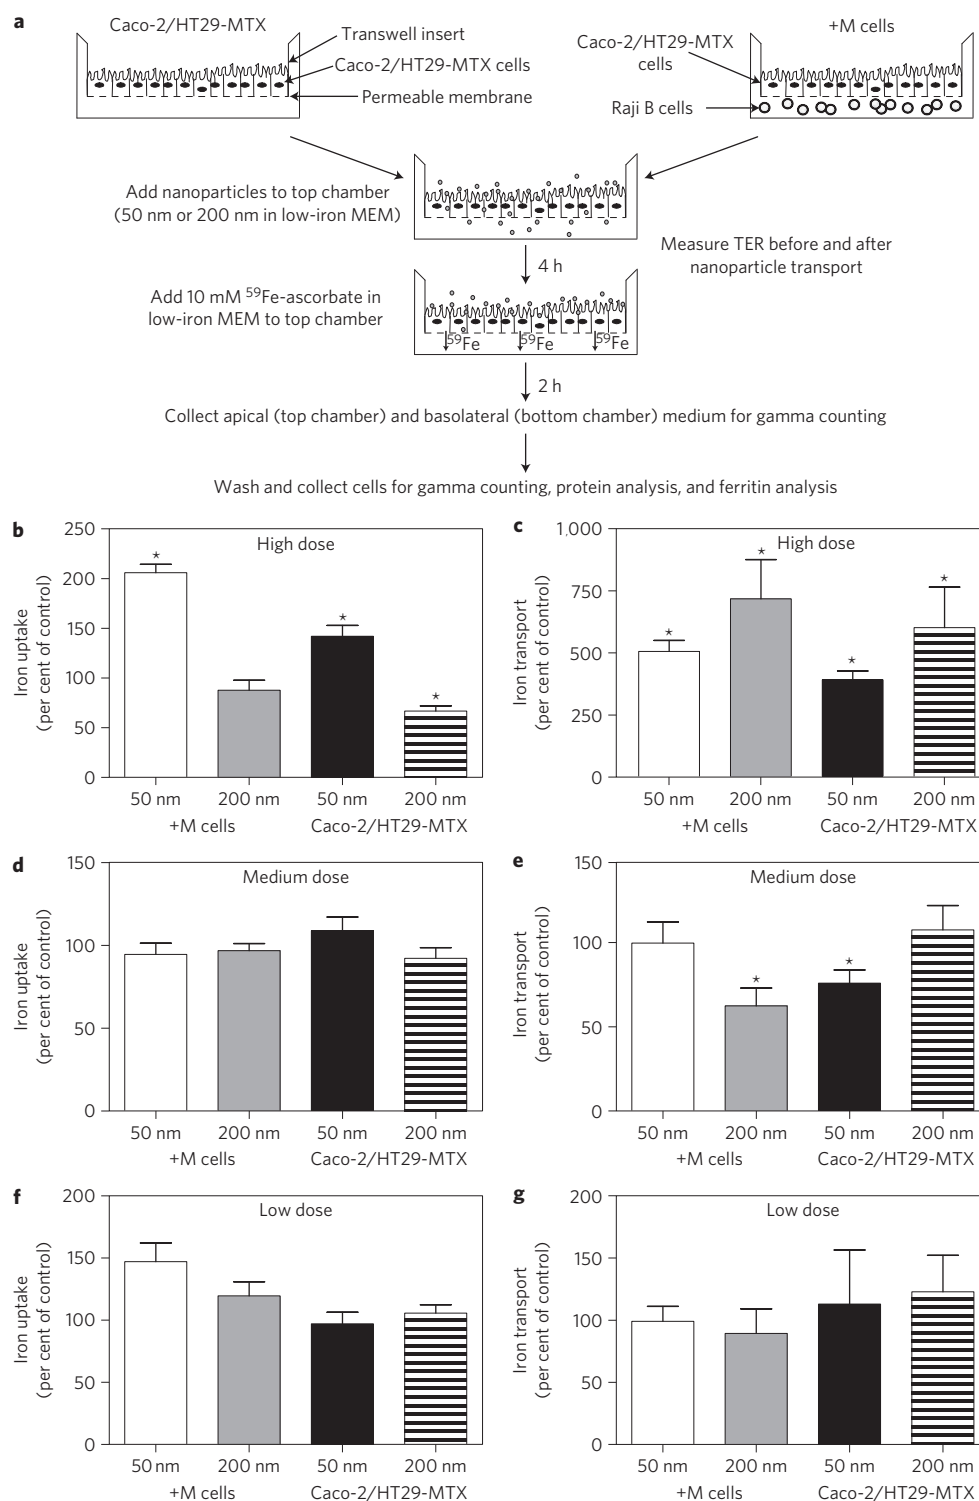 a
Caco-2/HT29-MTX
Transwell insert
Caco-2/HT29-MTX cells
Permeable membrane
+M cells
Caco-2/HT29-MTX
cells
Raji B cells
Add nanoparticles to top chamber
(50 nm or 200 nm in low-iron MEM)
Measure TER before and after
nanoparticle transport
4 h
Add 10 mM ⁵⁹Fe-ascorbate in
low-iron MEM to top chamber
⁵⁹Fe ⁵⁹Fe ⁵⁹Fe
2 h
Collect apical (top chamber) and basolateral (bottom chamber) medium for gamma counting
Wash and collect cells for gamma counting, protein analysis, and ferritin analysis
b
High dose
Iron uptake
(per cent of control)
250
200
150
100
50
0
* * *
50 nm 200 nm 50 nm 200 nm
+M cells Caco-2/HT29-MTX
c
High dose
Iron transport
(per cent of control)
1,000
750
500
250
0
* * * *
50 nm 200 nm 50 nm 200 nm
+M cells Caco-2/HT29-MTX
d
Medium dose
Iron uptake
(per cent of control)
150
100
50
0
50 nm 200 nm 50 nm 200 nm
+M cells Caco-2/HT29-MTX
e
Medium dose
Iron transport
(per cent of control)
150
100
50
0
* *
50 nm 200 nm 50 nm 200 nm
+M cells Caco-2/HT29-MTX
f
Low dose
Iron uptake
(per cent of control)
200
150
100
50
0
50 nm 200 nm 50 nm 200 nm
+M cells Caco-2/HT29-MTX
g
Low dose
Iron transport
(per cent of control)
200
150
100
50
0
50 nm 200 nm 50 nm 200 nm
+M cells Caco-2/HT29-MTX